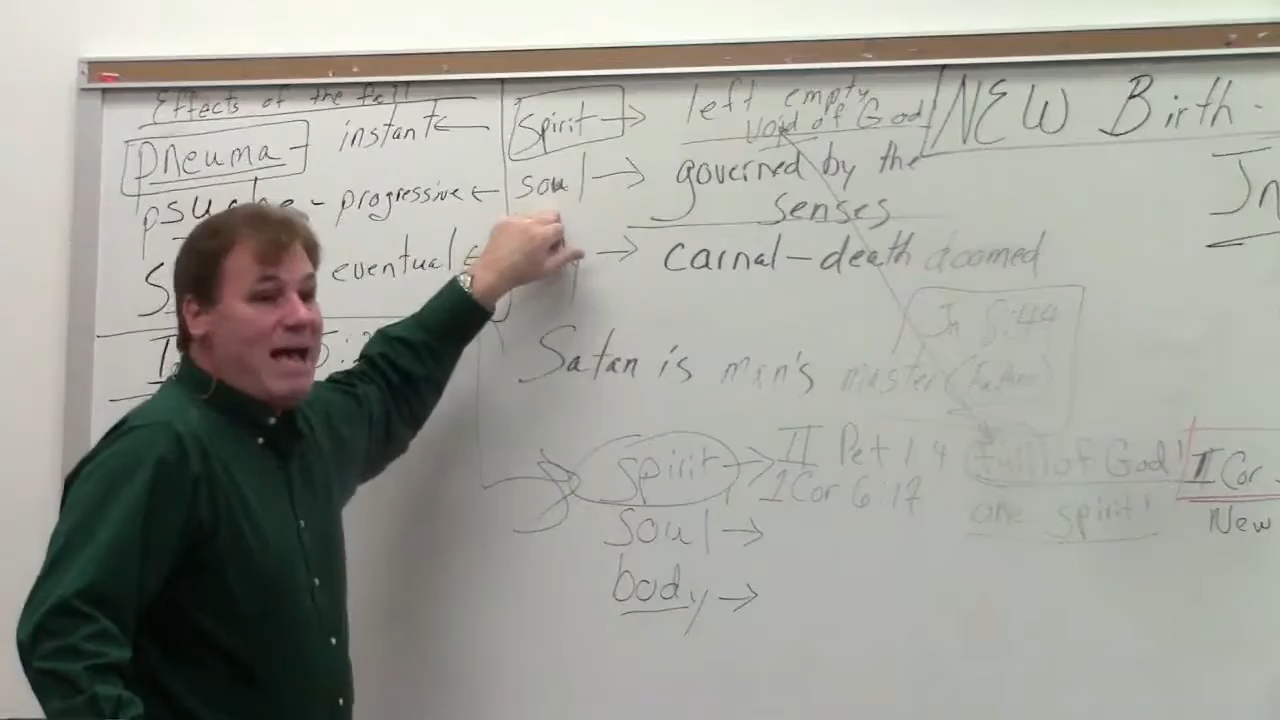 Effects of the fall
pneuma - instant
psuche - progressive
S eventual
spirit → left empty
void of God
soul → governed by the
senses
y → carnal - death doomed
NEW Birth -
Jn
Satan is man's master (Father)
Jn 8:44
spirit → II Pet 1:4 full of God!
1 Cor 6:17 one spirit!
soul →
body →
II Cor
New